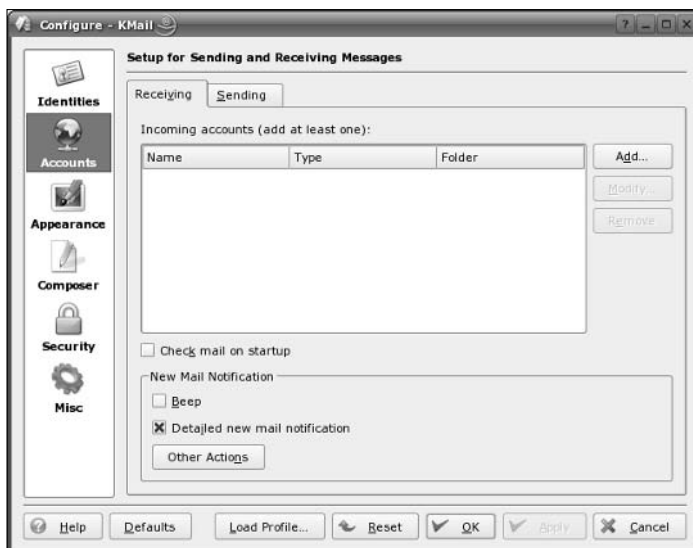 Configure - KMail
Identities
Accounts
Appearance
Composer
Security
Misc
Setup for Sending and Receiving Messages
Receiving Sending
Incoming accounts (add at least one):
Name Type Folder
Add...
Modify...
Remove
Check mail on startup
New Mail Notification
Beep
Detailed new mail notification
Other Actions
Help Defaults Load Profile... Reset OK Apply Cancel